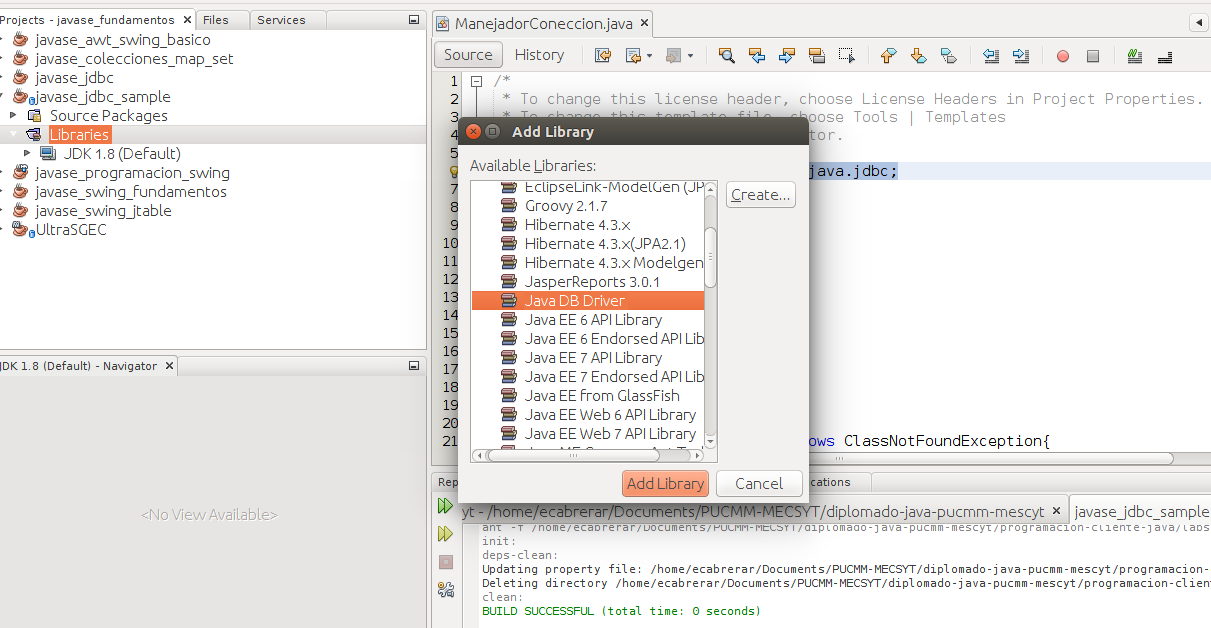 Projects - javase_fundamentos × Files Services
javase_awt_swing_basico
javase_colecciones_map_set
javase_jdbc
javase_jdbc_sample
Source Packages
Libraries
JDK 1.8 (Default)
javase_programacion_swing
javase_swing_fundamentos
javase_swing_jtable
UltraSGEC
JDK 1.8 (Default) - Navigator ×
<No View Available>
ManejadorConeccion.java ×
Source History
1 /*
2 * To change this license header, choose License Headers in Project Properties.
3 * To change this template file, choose Tools | Templates
4 tor.
5
java.jdbc;
7
8
9
10
11
12
13
14
15
16
17
18
19
20
21 ows ClassNotFoundException{
Add Library
Available Libraries:
EclipseLink-ModelGen (JP
Groovy 2.1.7
Hibernate 4.3.x
Hibernate 4.3.x(JPA2.1)
Hibernate 4.3.x Modelgen
JasperReports 3.0.1
Java DB Driver
Java EE 6 API Library
Java EE 6 Endorsed API Lib
Java EE 7 API Library
Java EE 7 Endorsed API Lib
Java EE from GlassFish
Java EE Web 6 API Library
Java EE Web 7 API Library
Create...
Add Library Cancel
Rep cations
yt - /home/ecabrerar/Documents/PUCMM-MECSYT/diplomado-java-pucmm-mescyt × javase_jdbc_sample
ant -f /home/ecabrerar/Documents/PUCMM-MECSYT/diplomado-java-pucmm-mescyt/programacion-cliente-java/labs
init:
deps-clean:
Updating property file: /home/ecabrerar/Documents/PUCMM-MECSYT/diplomado-java-pucmm-mescyt/programacion-
Deleting directory /home/ecabrerar/Documents/PUCMM-MECSYT/diplomado-java-pucmm-mescyt/programacion-clien
clean:
BUILD SUCCESSFUL (total time: 0 seconds)